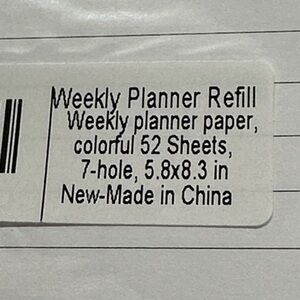 Weekly Planner Refill
Weekly planner paper,
colorful 52 Sheets,
7-hole, 5.8x8.3 in
New-Made in China